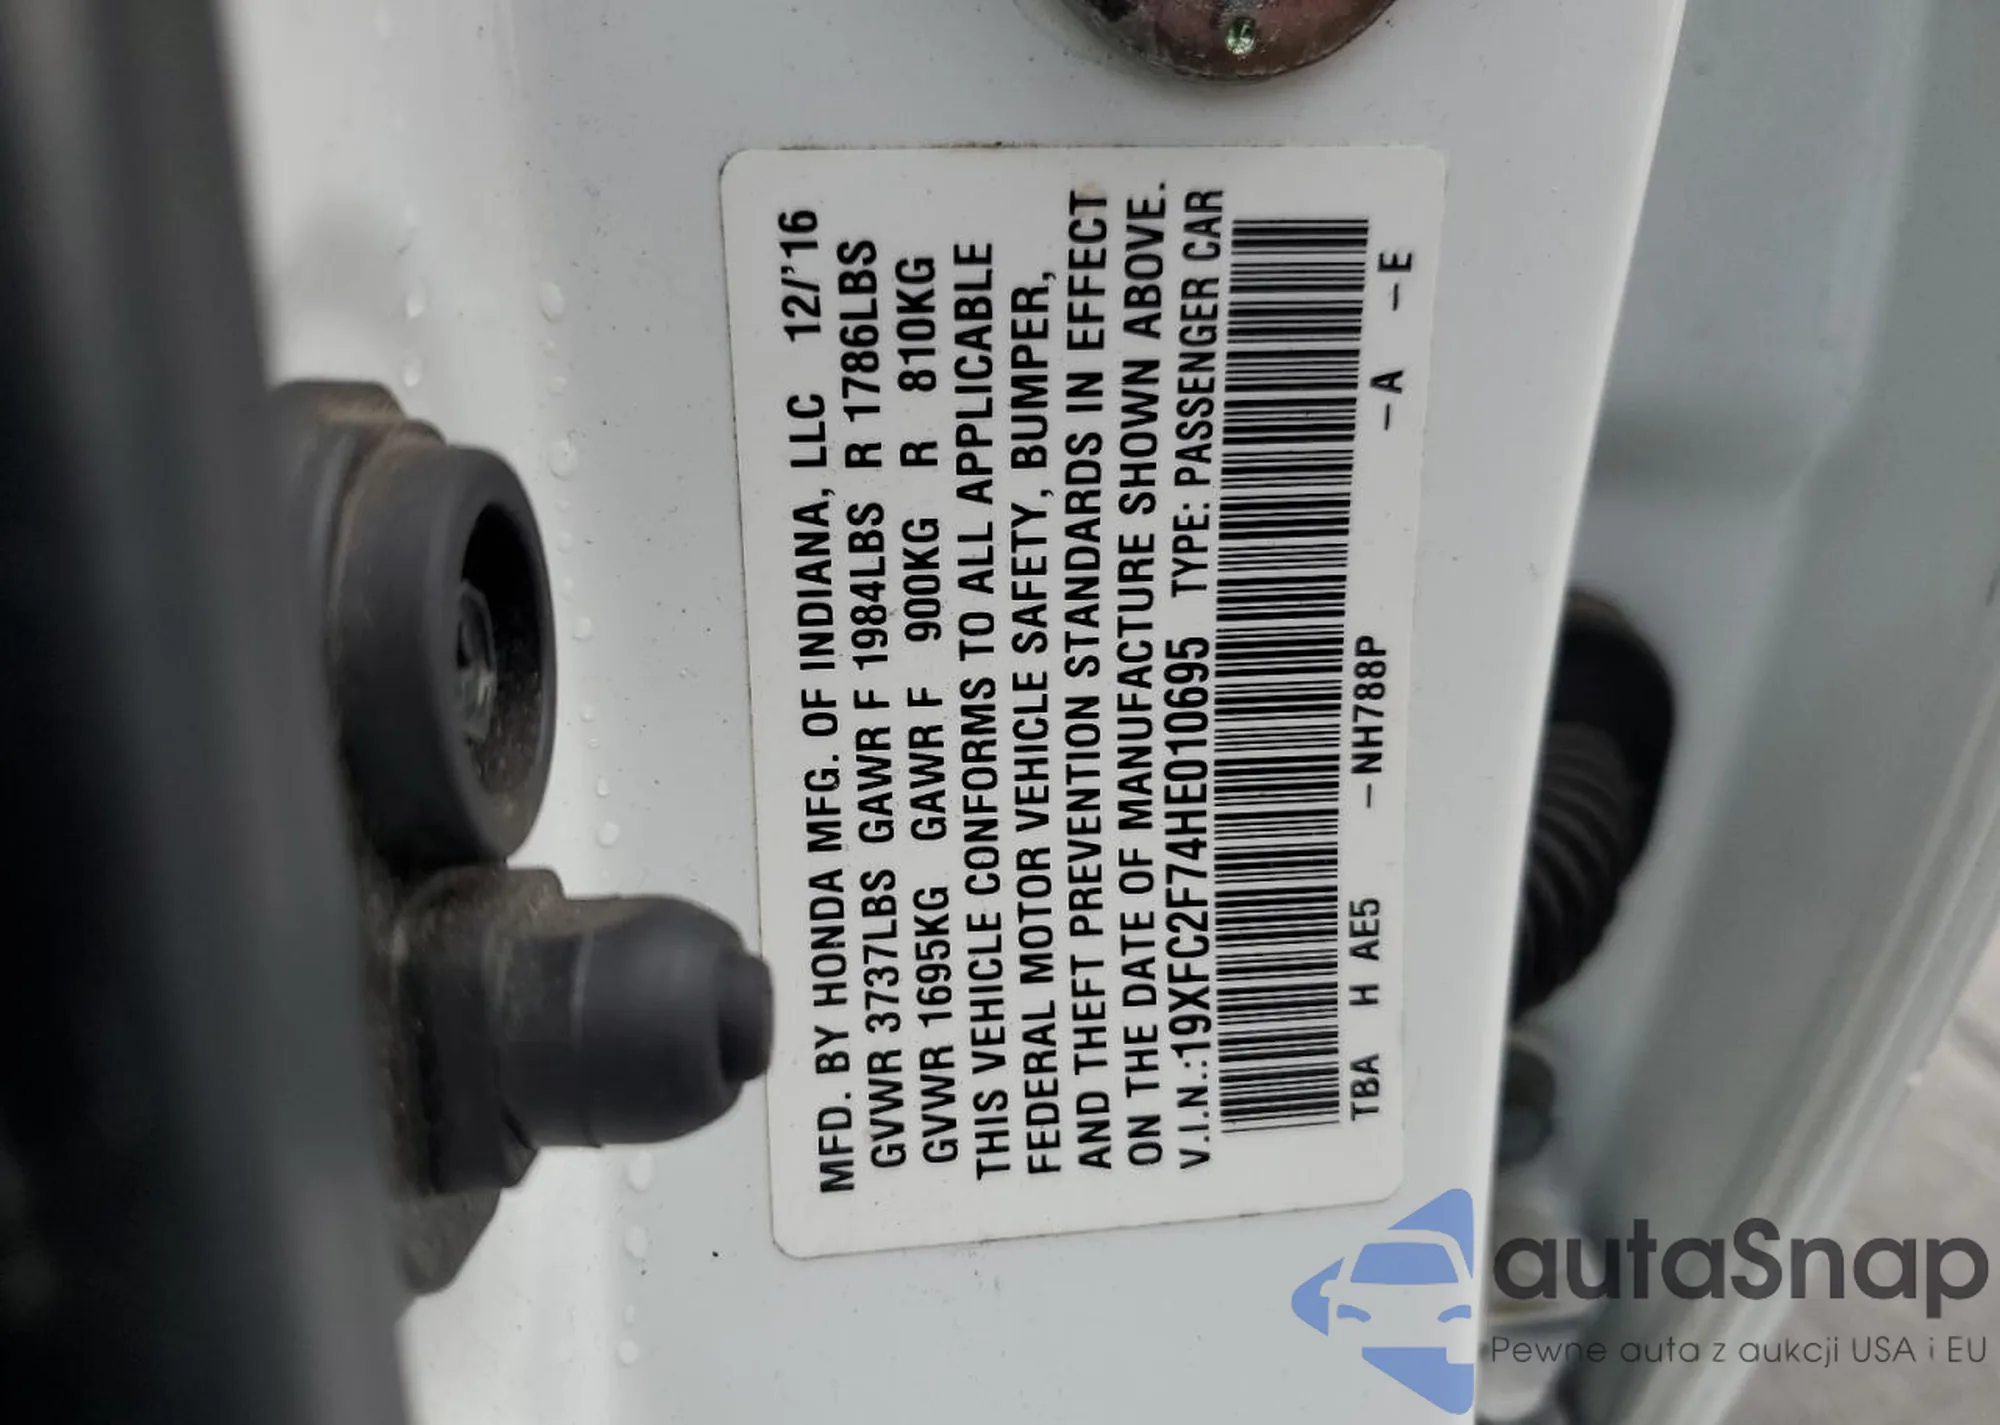 MFD. BY HONDA MFG. OF INDIANA, LLC 12/'16
GVWR 3737LBS GAWR F 1984LBS R 1786LBS
GVWR 1695KG GAWR F 900KG R 810KG
THIS VEHICLE CONFORMS TO ALL APPLICABLE
FEDERAL MOTOR VEHICLE SAFETY, BUMPER,
AND THEFT PREVENTION STANDARDS IN EFFECT
ON THE DATE OF MANUFACTURE SHOWN ABOVE.
V.I.N.:19XFC2F74HE010695 TYPE: PASSENGER CAR
TBA H AE5 –NH788P –A –E
autaSnap
Pewne auta z aukcji USA i EU